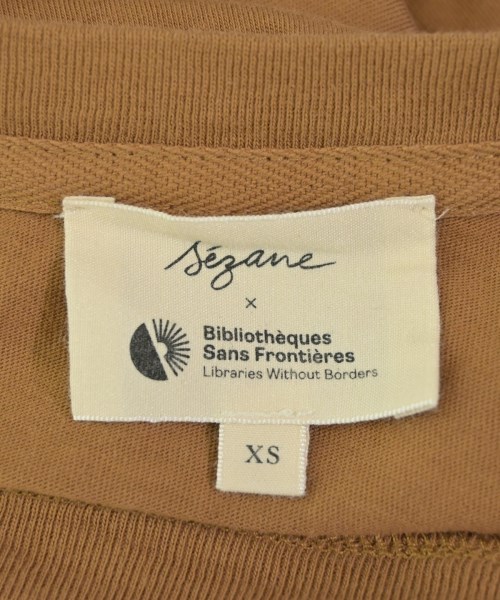 Sézane
×
Bibliothèques
Sans Frontières
Libraries Without Borders
XS